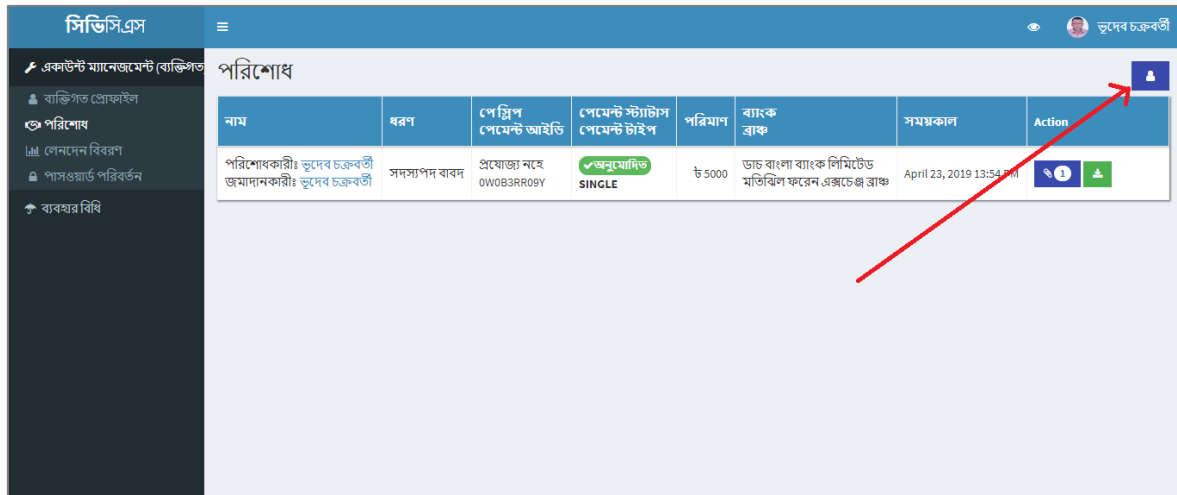 সিভিসিএস
ভূদেব চক্রবর্তী
একাউন্ট ম্যানেজমেন্ট (ব্যক্তিগত
ব্যক্তিগত প্রোফাইল
পরিশোধ
লেনদেন বিবরণ
পাসওয়ার্ড পরিবর্তন
ব্যবহার বিধি
পরিশোধ
নাম ধরণ পে স্লিপ পেমেন্ট স্ট্যাটাস পরিমাণ ব্যাংক সময়কাল Action
পেমেন্ট আইডি পেমেন্ট টাইপ ব্রাঞ্চ
পরিশোধকারীঃ ভূদেব চক্রবর্তী সদস্যপদ বাবদ প্রযোজ্য নহে অনুমোদিত ৳ 5000 ডাচ বাংলা ব্যাংক লিমিটেড April 23, 2019 13:54 PM 1
জমাদানকারীঃ ভূদেব চক্রবর্তী 0W0B3RR09Y SINGLE মতিঝিল ফরেন এক্সচেঞ্জ ব্রাঞ্চ